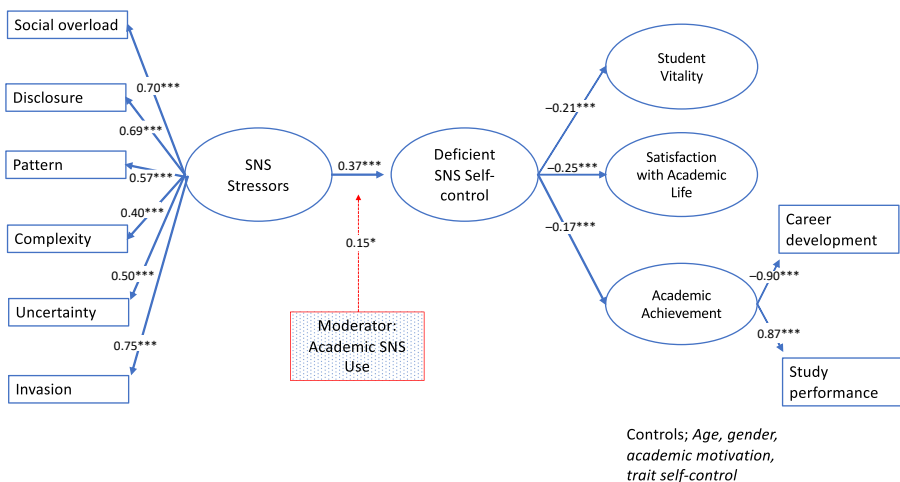 Social overload
0.70***
Disclosure
0.69***
Pattern
0.57***
Complexity
0.40***
Uncertainty
0.50***
Invasion
0.75***
SNS
Stressors
0.37***
0.15*
Moderator:
Academic SNS
Use
Deficient
SNS Self-
control
−0.21***
−0.25***
−0.17***
Student
Vitality
Satisfaction
with Academic
Life
Academic
Achievement
−0.90***
0.87***
Career
development
Study
performance
Controls; Age, gender,
academic motivation,
trait self-control